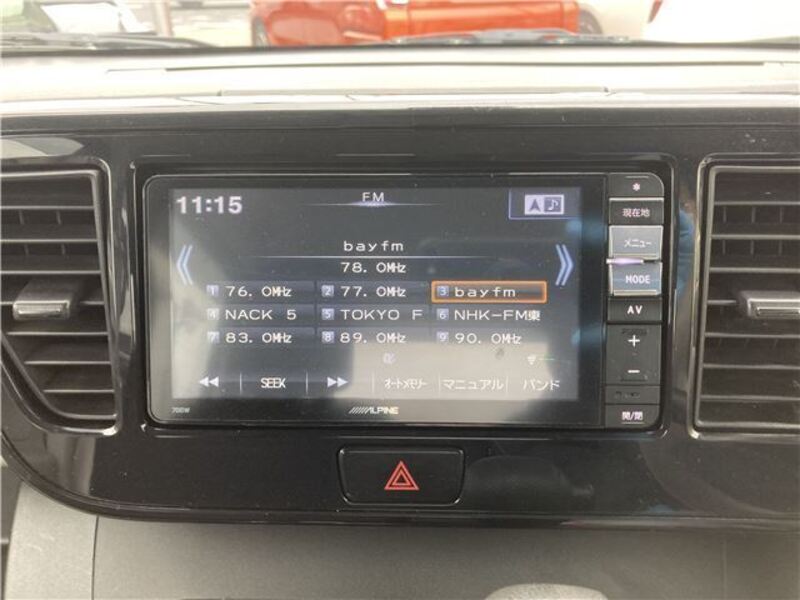 11:15
FM
bayfm
78.0MHz
1 76.0MHz 2 77.0MHz 3 bayfm
4 NACK 5 5 TOKYO F 6 NHK-FM東
7 83.0MHz 8 89.0MHz 9 90.0MHz
SEEK オートメモリー マニュアル バンド
700W
ALPINE
現在地
メニュー
MODE
AV
+
−
開/閉